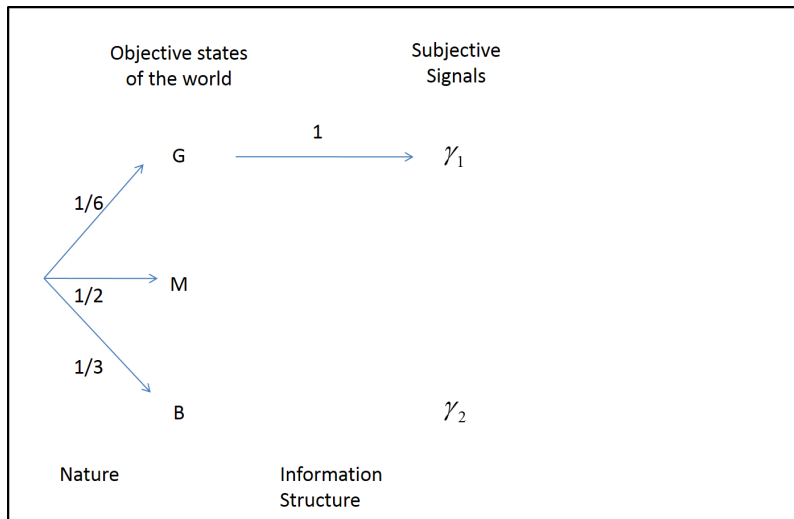 Objective states
of the world
Subjective
Signals
1
G
γ₁
1/6
M
1/2
1/3
B
γ₂
Nature
Information
Structure